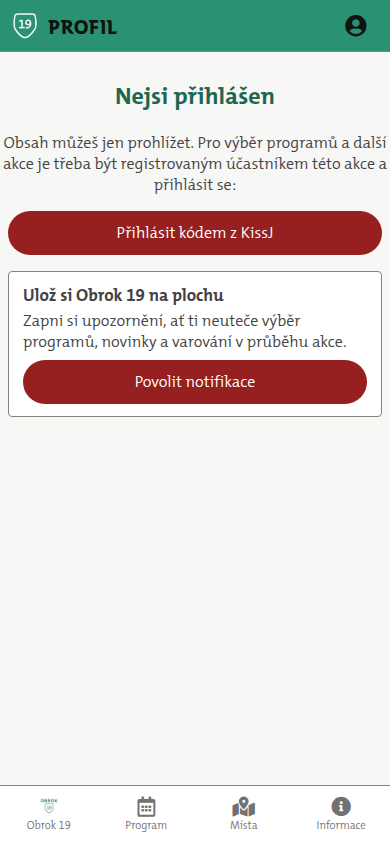 19 PROFIL
Nejsi přihlášen
Obsah můžeš jen prohlížet. Pro výběr programů a další
akce je třeba být registrovaným účastníkem této akce a
přihlásit se:
Přihlásit kódem z KissJ
Ulož si Obrok 19 na plochu
Zapni si upozornění, ať ti neuteče výběr
programů, novinky a varování v průběhu akce.
Povolit notifikace
OBROK
19
Obrok 19 Program Místa Informace